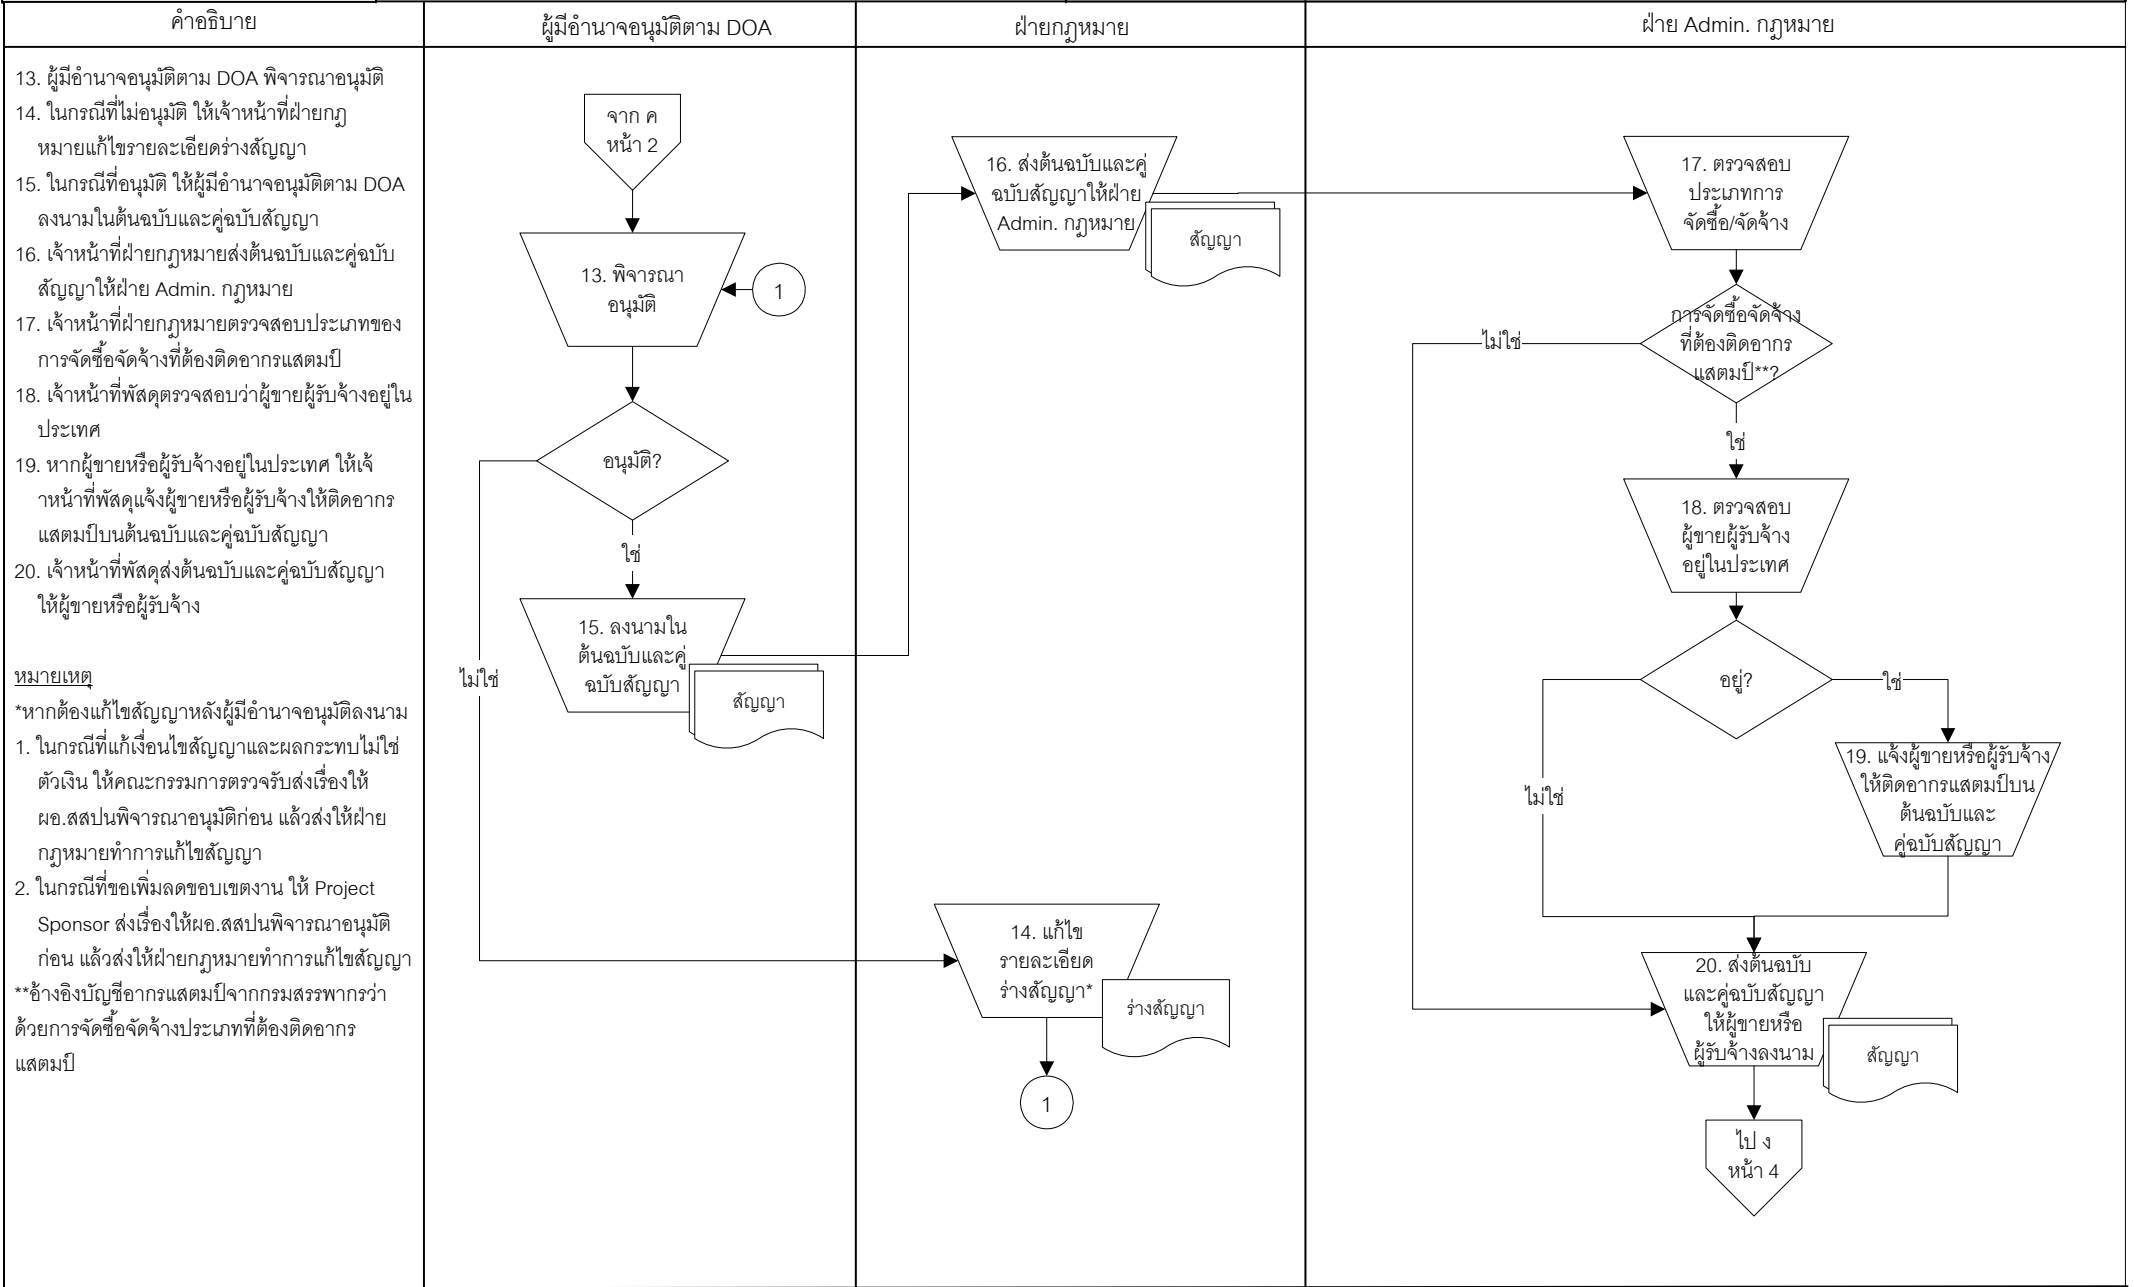 คำอธิบาย
ผู้มีอำนาจอนุมัติตาม DOA
ฝ่ายกฎหมาย
ฝ่าย Admin. กฎหมาย
13. ผู้มีอำนาจอนุมัติตาม DOA พิจารณาอนุมัติ
14. ในกรณีที่ไม่อนุมัติ ให้เจ้าหน้าที่ฝ่ายกฎ
หมายแก้ไขรายละเอียดร่างสัญญา
15. ในกรณีที่อนุมัติ ให้ผู้มีอำนาจอนุมัติตาม DOA
ลงนามในต้นฉบับและคู่ฉบับสัญญา
16. เจ้าหน้าที่ฝ่ายกฎหมายส่งต้นฉบับและคู่ฉบับ
สัญญาให้ฝ่าย Admin. กฎหมาย
17. เจ้าหน้าที่ฝ่ายกฎหมายตรวจสอบประเภทของ
การจัดซื้อจัดจ้างที่ต้องติดอากรแสตมป์
18. เจ้าหน้าที่พัสดุตรวจสอบว่าผู้ขายผู้รับจ้างอยู่ใน
ประเทศ
19. หากผู้ขายหรือผู้รับจ้างอยู่ในประเทศ ให้เจ้
าหน้าที่พัสดุแจ้งผู้ขายหรือผู้รับจ้างให้ติดอากร
แสตมป์บนต้นฉบับและคู่ฉบับสัญญา
20. เจ้าหน้าที่พัสดุส่งต้นฉบับและคู่ฉบับสัญญา
ให้ผู้ขายหรือผู้รับจ้าง
หมายเหตุ
*หากต้องแก้ไขสัญญาหลังผู้มีอำนาจอนุมัติลงนาม
1. ในกรณีที่แก้เงื่อนไขสัญญาและผลกระทบไม่ใช่
ตัวเงิน ให้คณะกรรมการตรวจรับส่งเรื่องให้
ผอ.สสปนพิจารณาอนุมัติก่อน แล้วส่งให้ฝ่าย
กฎหมายทำการแก้ไขสัญญา
2. ในกรณีที่ขอเพิ่มลดขอบเขตงาน ให้ Project
Sponsor ส่งเรื่องให้ผอ.สสปนพิจารณาอนุมัติ
ก่อน แล้วส่งให้ฝ่ายกฎหมายทำการแก้ไขสัญญา
**อ้างอิงบัญชีอากรแสตมป์จากกรมสรรพากรว่า
ด้วยการจัดซื้อจัดจ้างประเภทที่ต้องติดอากร
แสตมป์
จาก ค
หน้า 2
13. พิจารณา
อนุมัติ
1
อนุมัติ?
ใช่
ไม่ใช่
15. ลงนามใน
ต้นฉบับและคู่
ฉบับสัญญา
สัญญา
16. ส่งต้นฉบับและคู่
ฉบับสัญญาให้ฝ่าย
Admin. กฎหมาย
สัญญา
14. แก้ไข
รายละเอียด
ร่างสัญญา*
ร่างสัญญา
1
17. ตรวจสอบ
ประเภทการ
จัดซื้อ/จัดจ้าง
การจัดซื้อจัดจ้าง
ที่ต้องติดอากร
แสตมป์**?
ไม่ใช่
ใช่
18. ตรวจสอบ
ผู้ขายผู้รับจ้าง
อยู่ในประเทศ
อยู่?
ใช่
ไม่ใช่
19. แจ้งผู้ขายหรือผู้รับจ้าง
ให้ติดอากรแสตมป์บน
ต้นฉบับและ
คู่ฉบับสัญญา
20. ส่งต้นฉบับ
และคู่ฉบับสัญญา
ให้ผู้ขายหรือ
ผู้รับจ้างลงนาม
สัญญา
ไป ง
หน้า 4